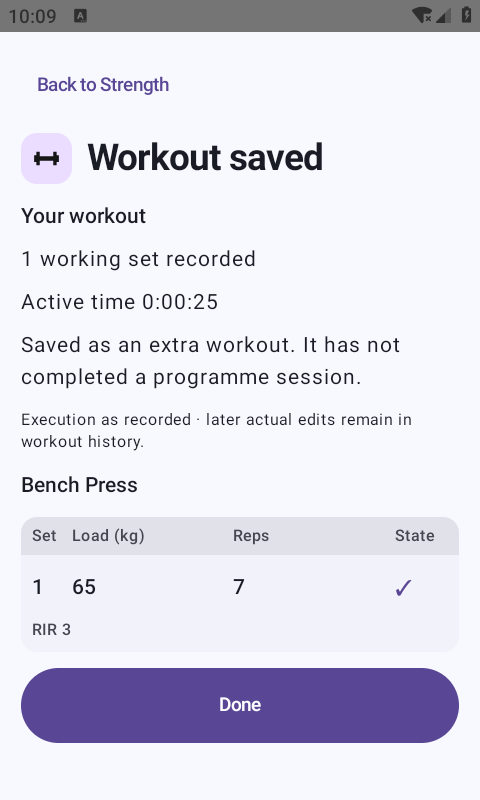 10:09
Back to Strength
Workout saved
Your workout
1 working set recorded
Active time 0:00:25
Saved as an extra workout. It has not
completed a programme session.
Execution as recorded · later actual edits remain in
workout history.
Bench Press
Set Load (kg) Reps State
1 65 7 ✓
RIR 3
Done